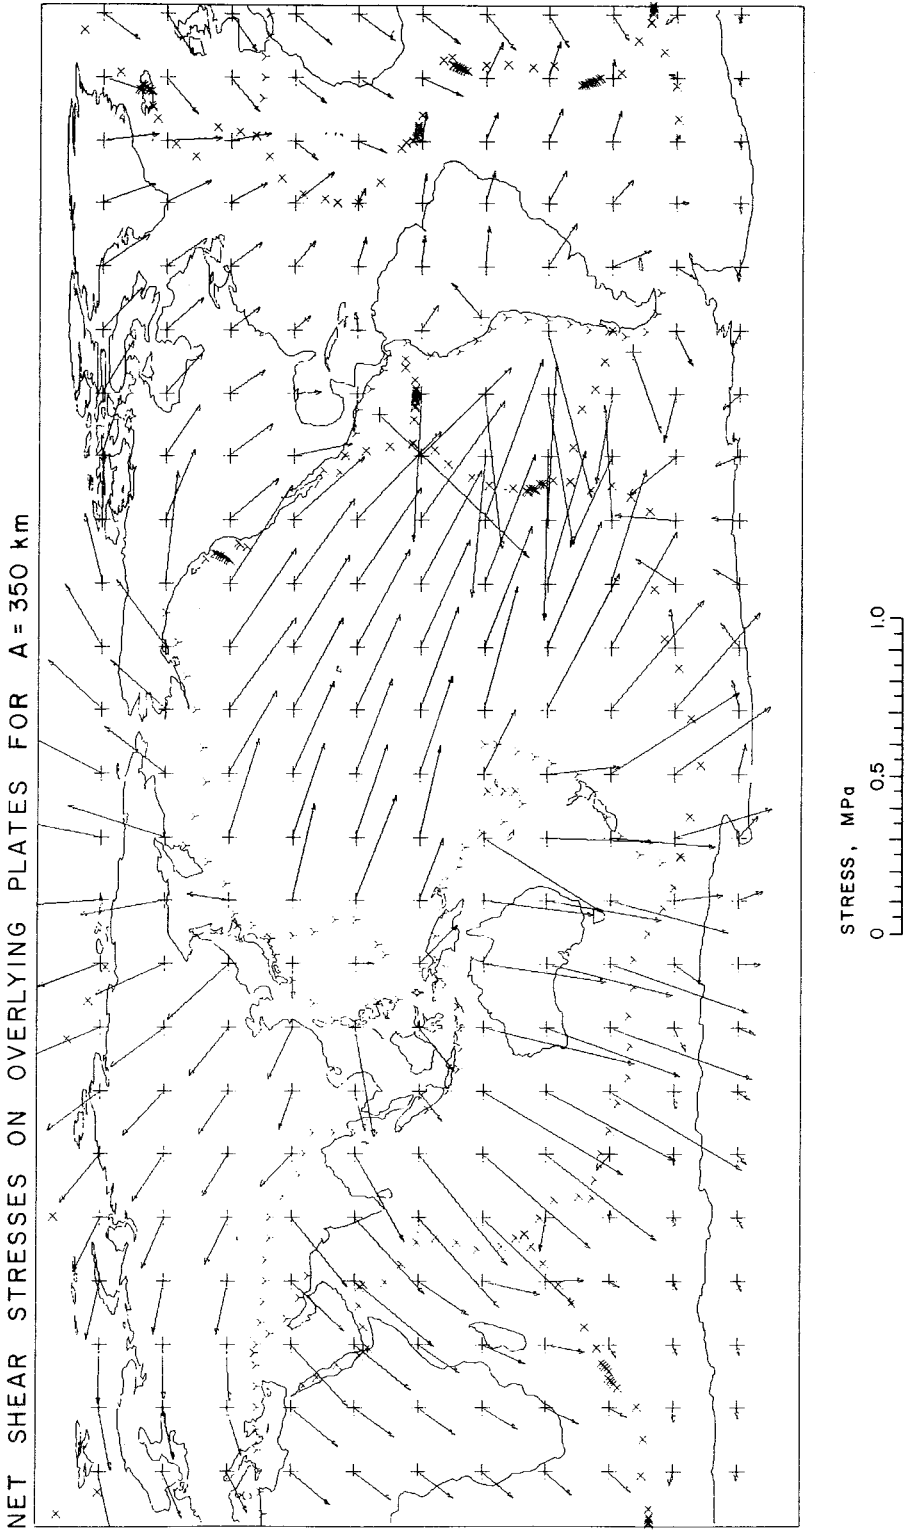 NET SHEAR STRESSES ON OVERLYING PLATES FOR A = 350 km
STRESS, MPa
0 0.5 1.0